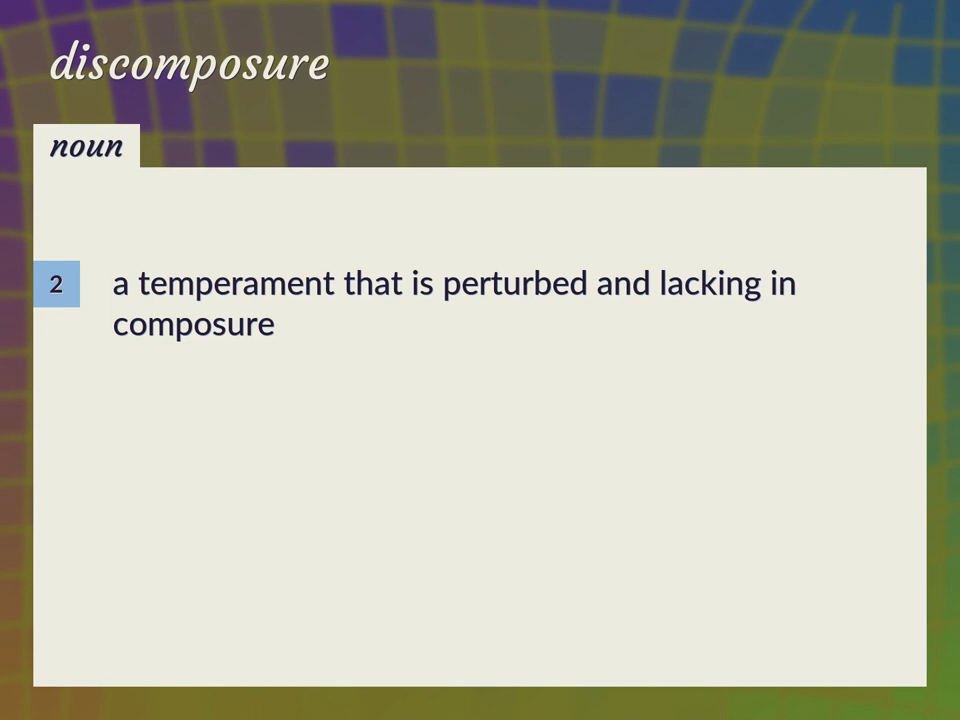 discomposure
noun
2
a temperament that is perturbed and lacking in
composure